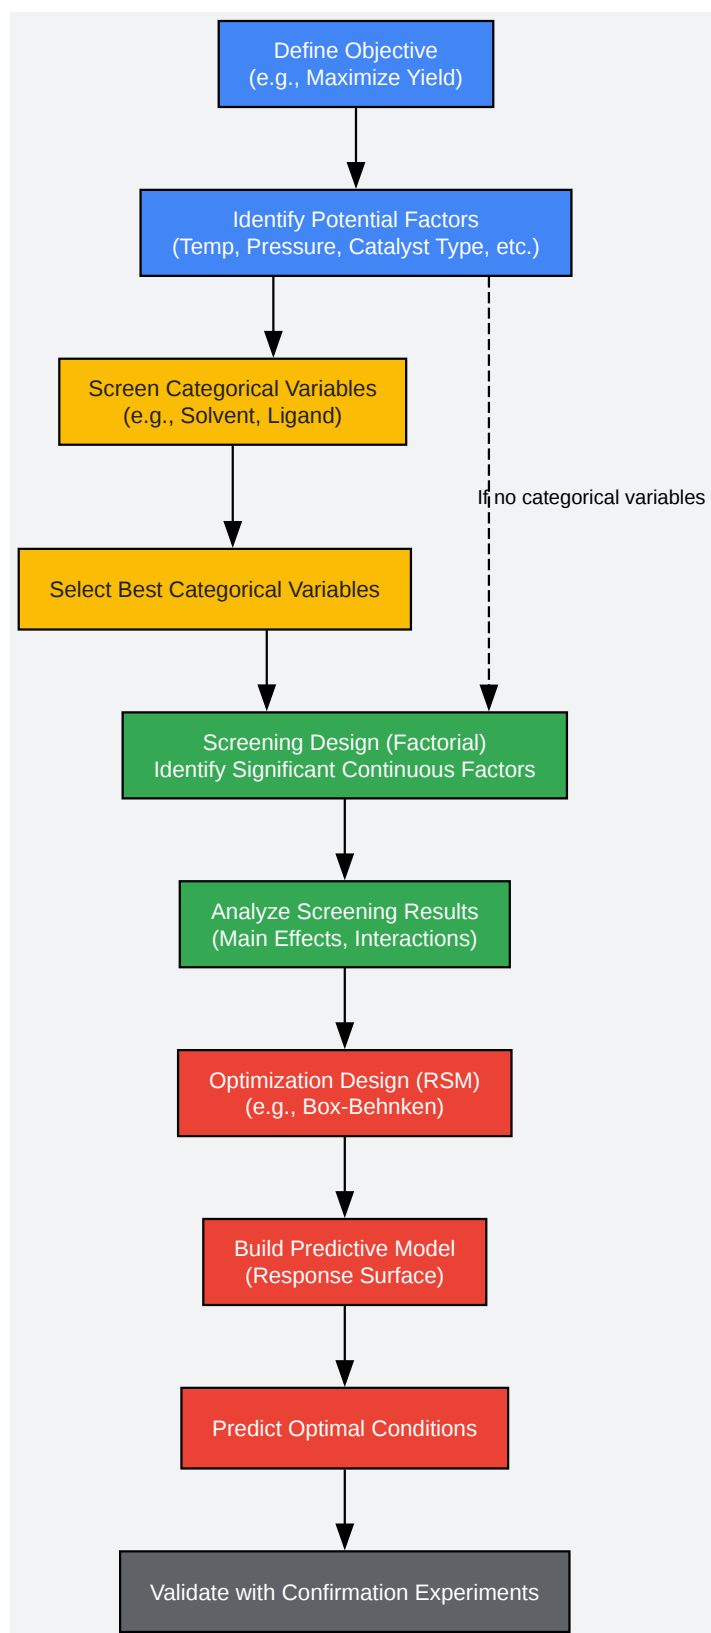 Define Objective
(e.g., Maximize Yield)
Identify Potential Factors
(Temp, Pressure, Catalyst Type, etc.)
Screen Categorical Variables
(e.g., Solvent, Ligand)
If no categorical variables
Select Best Categorical Variables
Screening Design (Factorial)
Identify Significant Continuous Factors
Analyze Screening Results
(Main Effects, Interactions)
Optimization Design (RSM)
(e.g., Box-Behnken)
Build Predictive Model
(Response Surface)
Predict Optimal Conditions
Validate with Confirmation Experiments